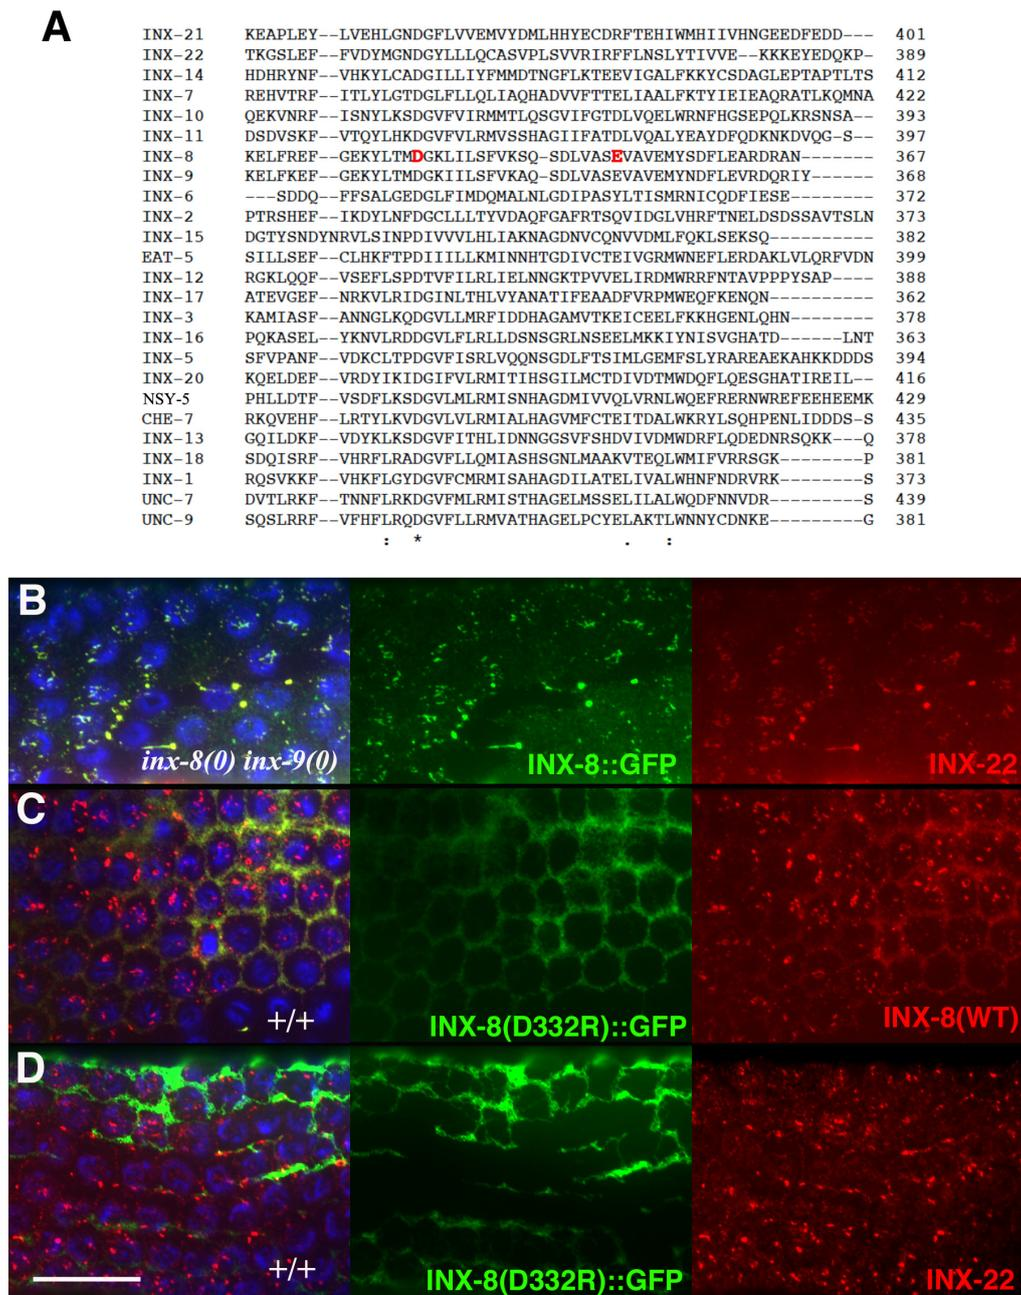 A
INX-21 KEAPLEY--LVEHLGNDGFLVVEMVYDMLHHYECDRFTEHIWMHIIVHNGEEDFEDD--- 401
INX-22 TKGSLEF--FVDYMGNDGYLLLQCASVPLSVVRIRFFLNSLYTIVVE--KKKEYEDQKP- 389
INX-14 HDHRYNF--VHKYLCADGILLIYFMMDTNGFLKTEEVIGALFKKYCSDAGLEPTAPTLTS 412
INX-7 REHVTRF--ITLYLGTDGLFLLQLIAQHADVVFTTELIAALFKTYIEIEAQRATLKQMNA 422
INX-10 QEKVNRF--ISNYLKSDGVFVIRMMTLQSGVIFGTDLVQELWRNFHGSEPQLKRSNSA-- 393
INX-11 DSDVSKF--VTQYLHKDGVFVLRMVSSHAGIIFATDLVQALYEAYDFQDKNKDVQG-S-- 397
INX-8 KELFREF--GEKYLTMDGKLILSFVKSQ-SDLVASEVAVEMYSDFLEARDRAN------- 367
INX-9 KELFKEF--GEKYLTMDGKIILSFVKAQ-SDLVASEVAVEMYNDFLEVRDQRIY------ 368
INX-6 ---SDDQ--FFSALGEDGLFIMDQMALNLGDIPASYLTISMRNICQDFIESE-------- 372
INX-2 PTRSHEF--IKDYLNFDGCLLLTYVDAQFGAFRTSQVIDGLVHRFTNELDSDSSAVTSLN 373
INX-15 DGTYSNDYNRVLSINPDIVVVLHLIAKNAGDNVCQNVVDMLFQKLSEKSQ---------- 382
EAT-5 SILLSEF--CLHKFTPDIIILLKMINNHTGDIVCTEIVGRMWNEFLERDAKLVLQRFVDN 399
INX-12 RGKLQQF--VSEFLSPDTVFILRLIELNNGKTPVVELIRDMWRRFNTAVPPPYSAP---- 388
INX-17 ATEVGEF--NRKVLRIDGINLTHLVYANATIFEAADFVRPMWEQFKENQN---------- 362
INX-3 KAMIASF--ANNGLKQDGVLLMRFIDDHAGAMVTKEICEELFKKHGENLQHN-------- 378
INX-16 PQKASEL--YKNVLRDDGVFLLRLLDSNSGRLNSEELMKKIYNISVGHATD------LNT 363
INX-5 SFVPANF--VDKCLTPDGVFISRLVQQNSGDLFTSIMLGEMFSLYRAREAEKAHKKDDDS 394
INX-20 KQELDEF--VRDYIKIDGIFVLRMITIHSGILMCTDIVDTMWDQFLQESGHATIREIL-- 416
NSY-5 PHLLDTF--VSDFLKSDGVLMLRMISNHAGDMIVVQLVRNLWQEFRERNWREFEEHEEMK 429
CHE-7 RKQVEHF--LRTYLKVDGVLVLRMIALHAGVMFCTEITDALWKRYLSQHPENLIDDDS-S 435
INX-13 GQILDKF--VDYKLKSDGVFITHLIDNNGGSVFSHDVIVDMWDRFLQDEDNRSQKK---Q 378
INX-18 SDQISRF--VHRFLRADGVFLLQMIASHSGNLMAAKVTEQLWMIFVRRSGK--------P 381
INX-1 RQSVKKF--VHKFLGYDGVFCMRMISAHAGDILATELIVALWHNFNDRVRK--------S 373
UNC-7 DVTLRKF--TNNFLRKDGVFMLRMISTHAGELMSSELILALWQDFNNVDR---------S 439
UNC-9 SQSLRRF--VFHFLRQDGVFLLRMVATHAGELPCYELAKTLWNNYCDNKE---------G 381
: * . :
B
inx-8(0) inx-9(0) INX-8::GFP INX-22
C
+/+ INX-8(D332R)::GFP INX-8(WT)
D
+/+ INX-8(D332R)::GFP INX-22